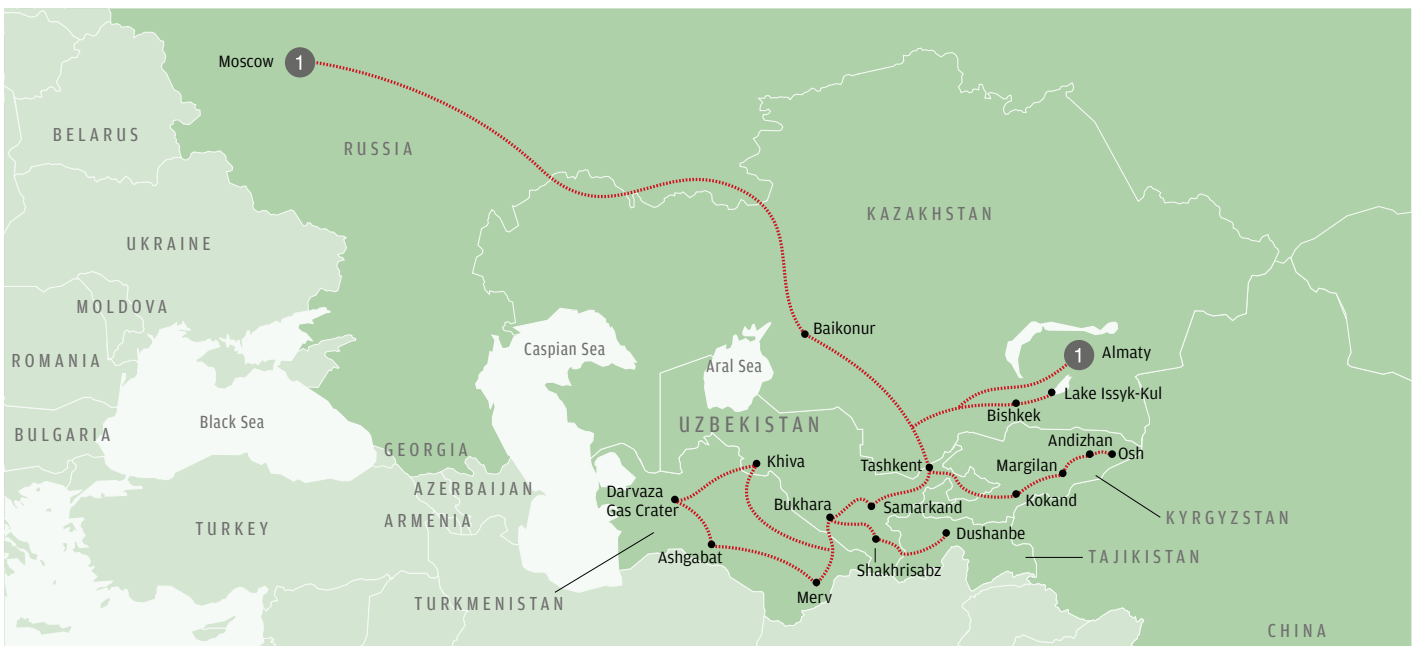 Moscow
1
BELARUS
RUSSIA
KAZAKHSTAN
UKRAINE
MOLDOVA
ROMANIA
Baikonur
Caspian Sea
Aral Sea
1
Almaty
Lake Issyk-Kul
Bishkek
Black Sea
UZBEKISTAN
BULGARIA
GEORGIA
Andizhan
Osh
Khiva
Tashkent
Margilan
AZERBAIJAN
Darvaza
Gas Crater
Bukhara
Samarkand
Kokand
ARMENIA
KYRGYZSTAN
TURKEY
Dushanbe
Ashgabat
Shakhrisabz
TAJIKISTAN
Merv
TURKMENISTAN
CHINA